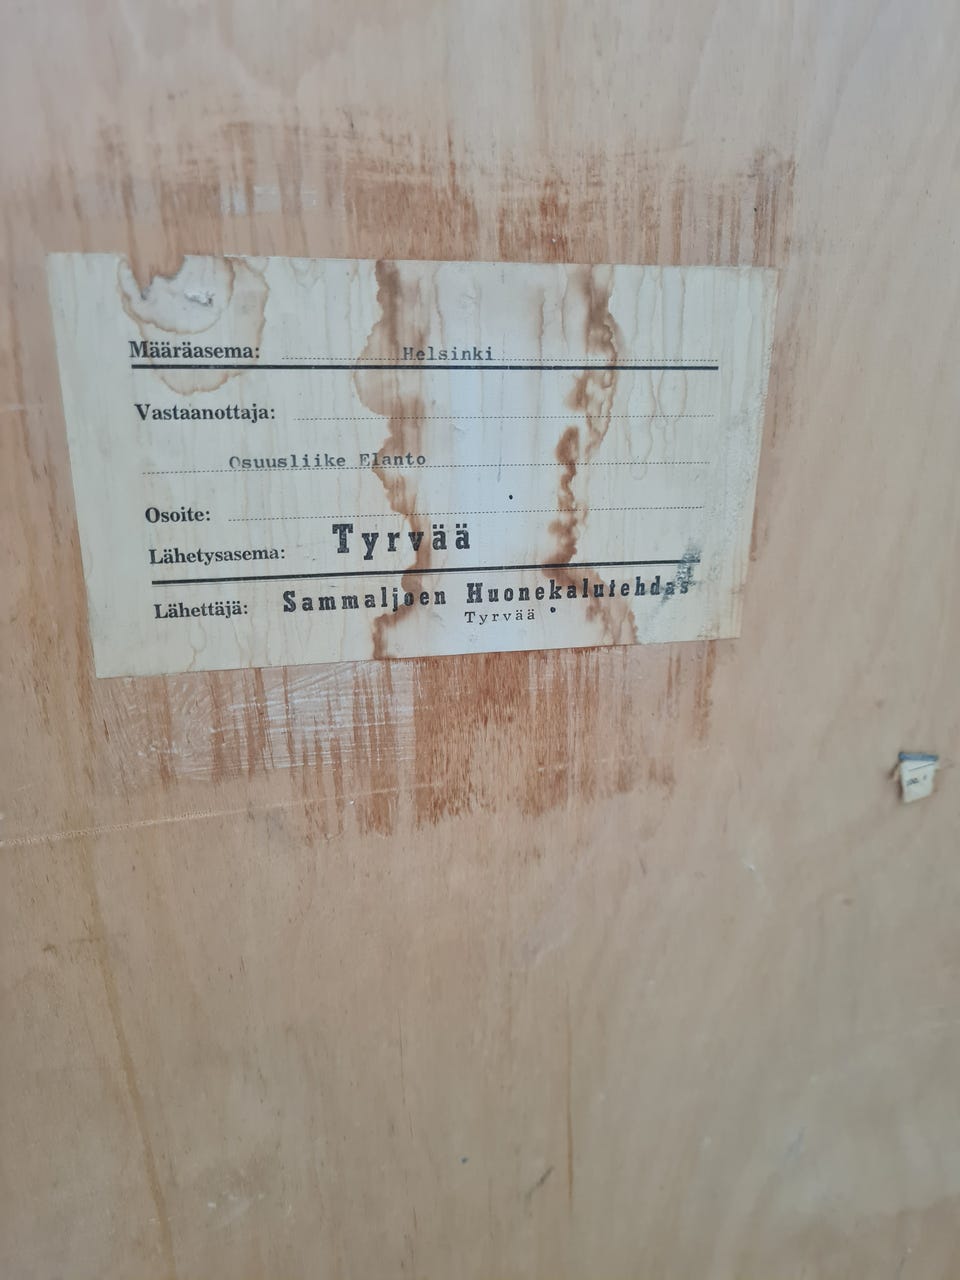 Määräasema: Helsinki
Vastaanottaja:
Osuusliike Elanto
Osoite:
Lähetysasema: Tyrvää
Lähettäjä: Sammaljoen Huonekalutehdas
Tyrvää